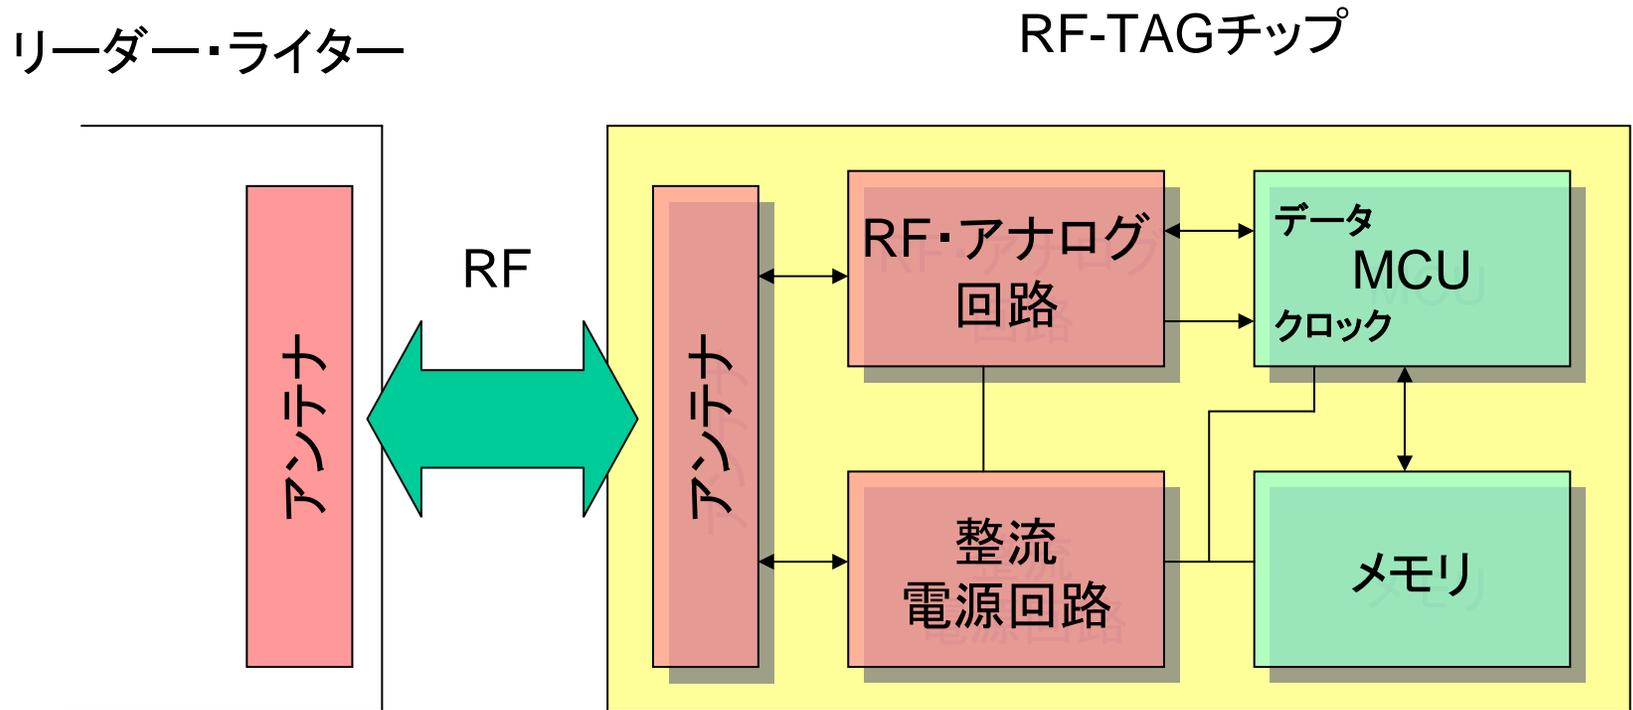 リーダー・ライター
RF-TAGチップ
アンテナ
RF
アンテナ
RF・アナログ
回路
データ
MCU
クロック
整流
電源回路
メモリ